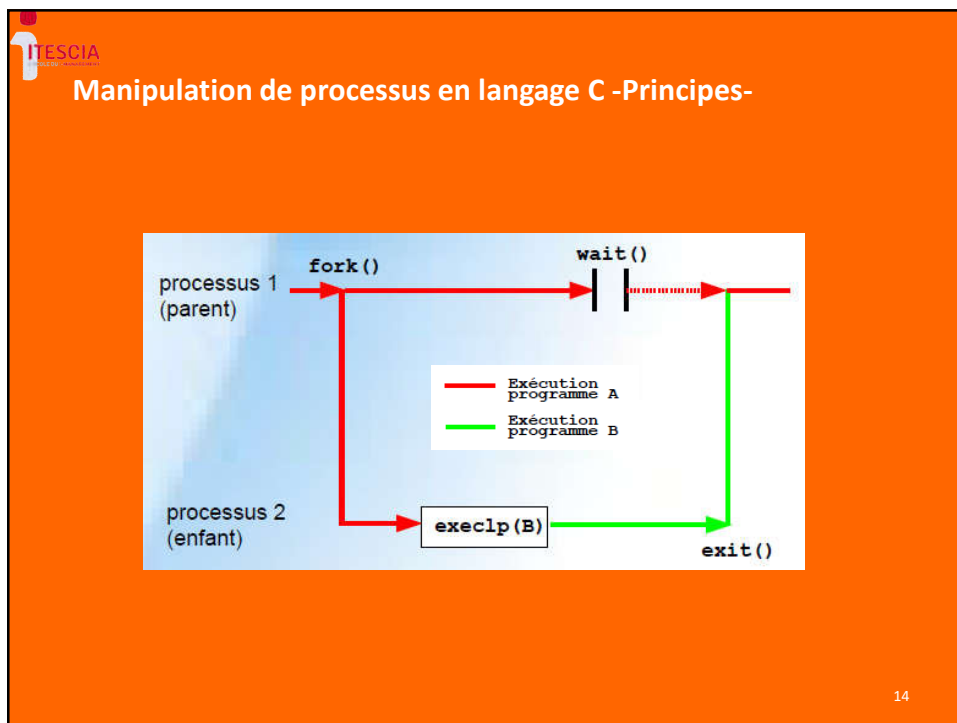 ITESCIA
Manipulation de processus en langage C -Principes-
fork()
wait()
processus 1
(parent)
Exécution
programme A
Exécution
programme B
processus 2
(enfant)
execlp(B)
exit()
14